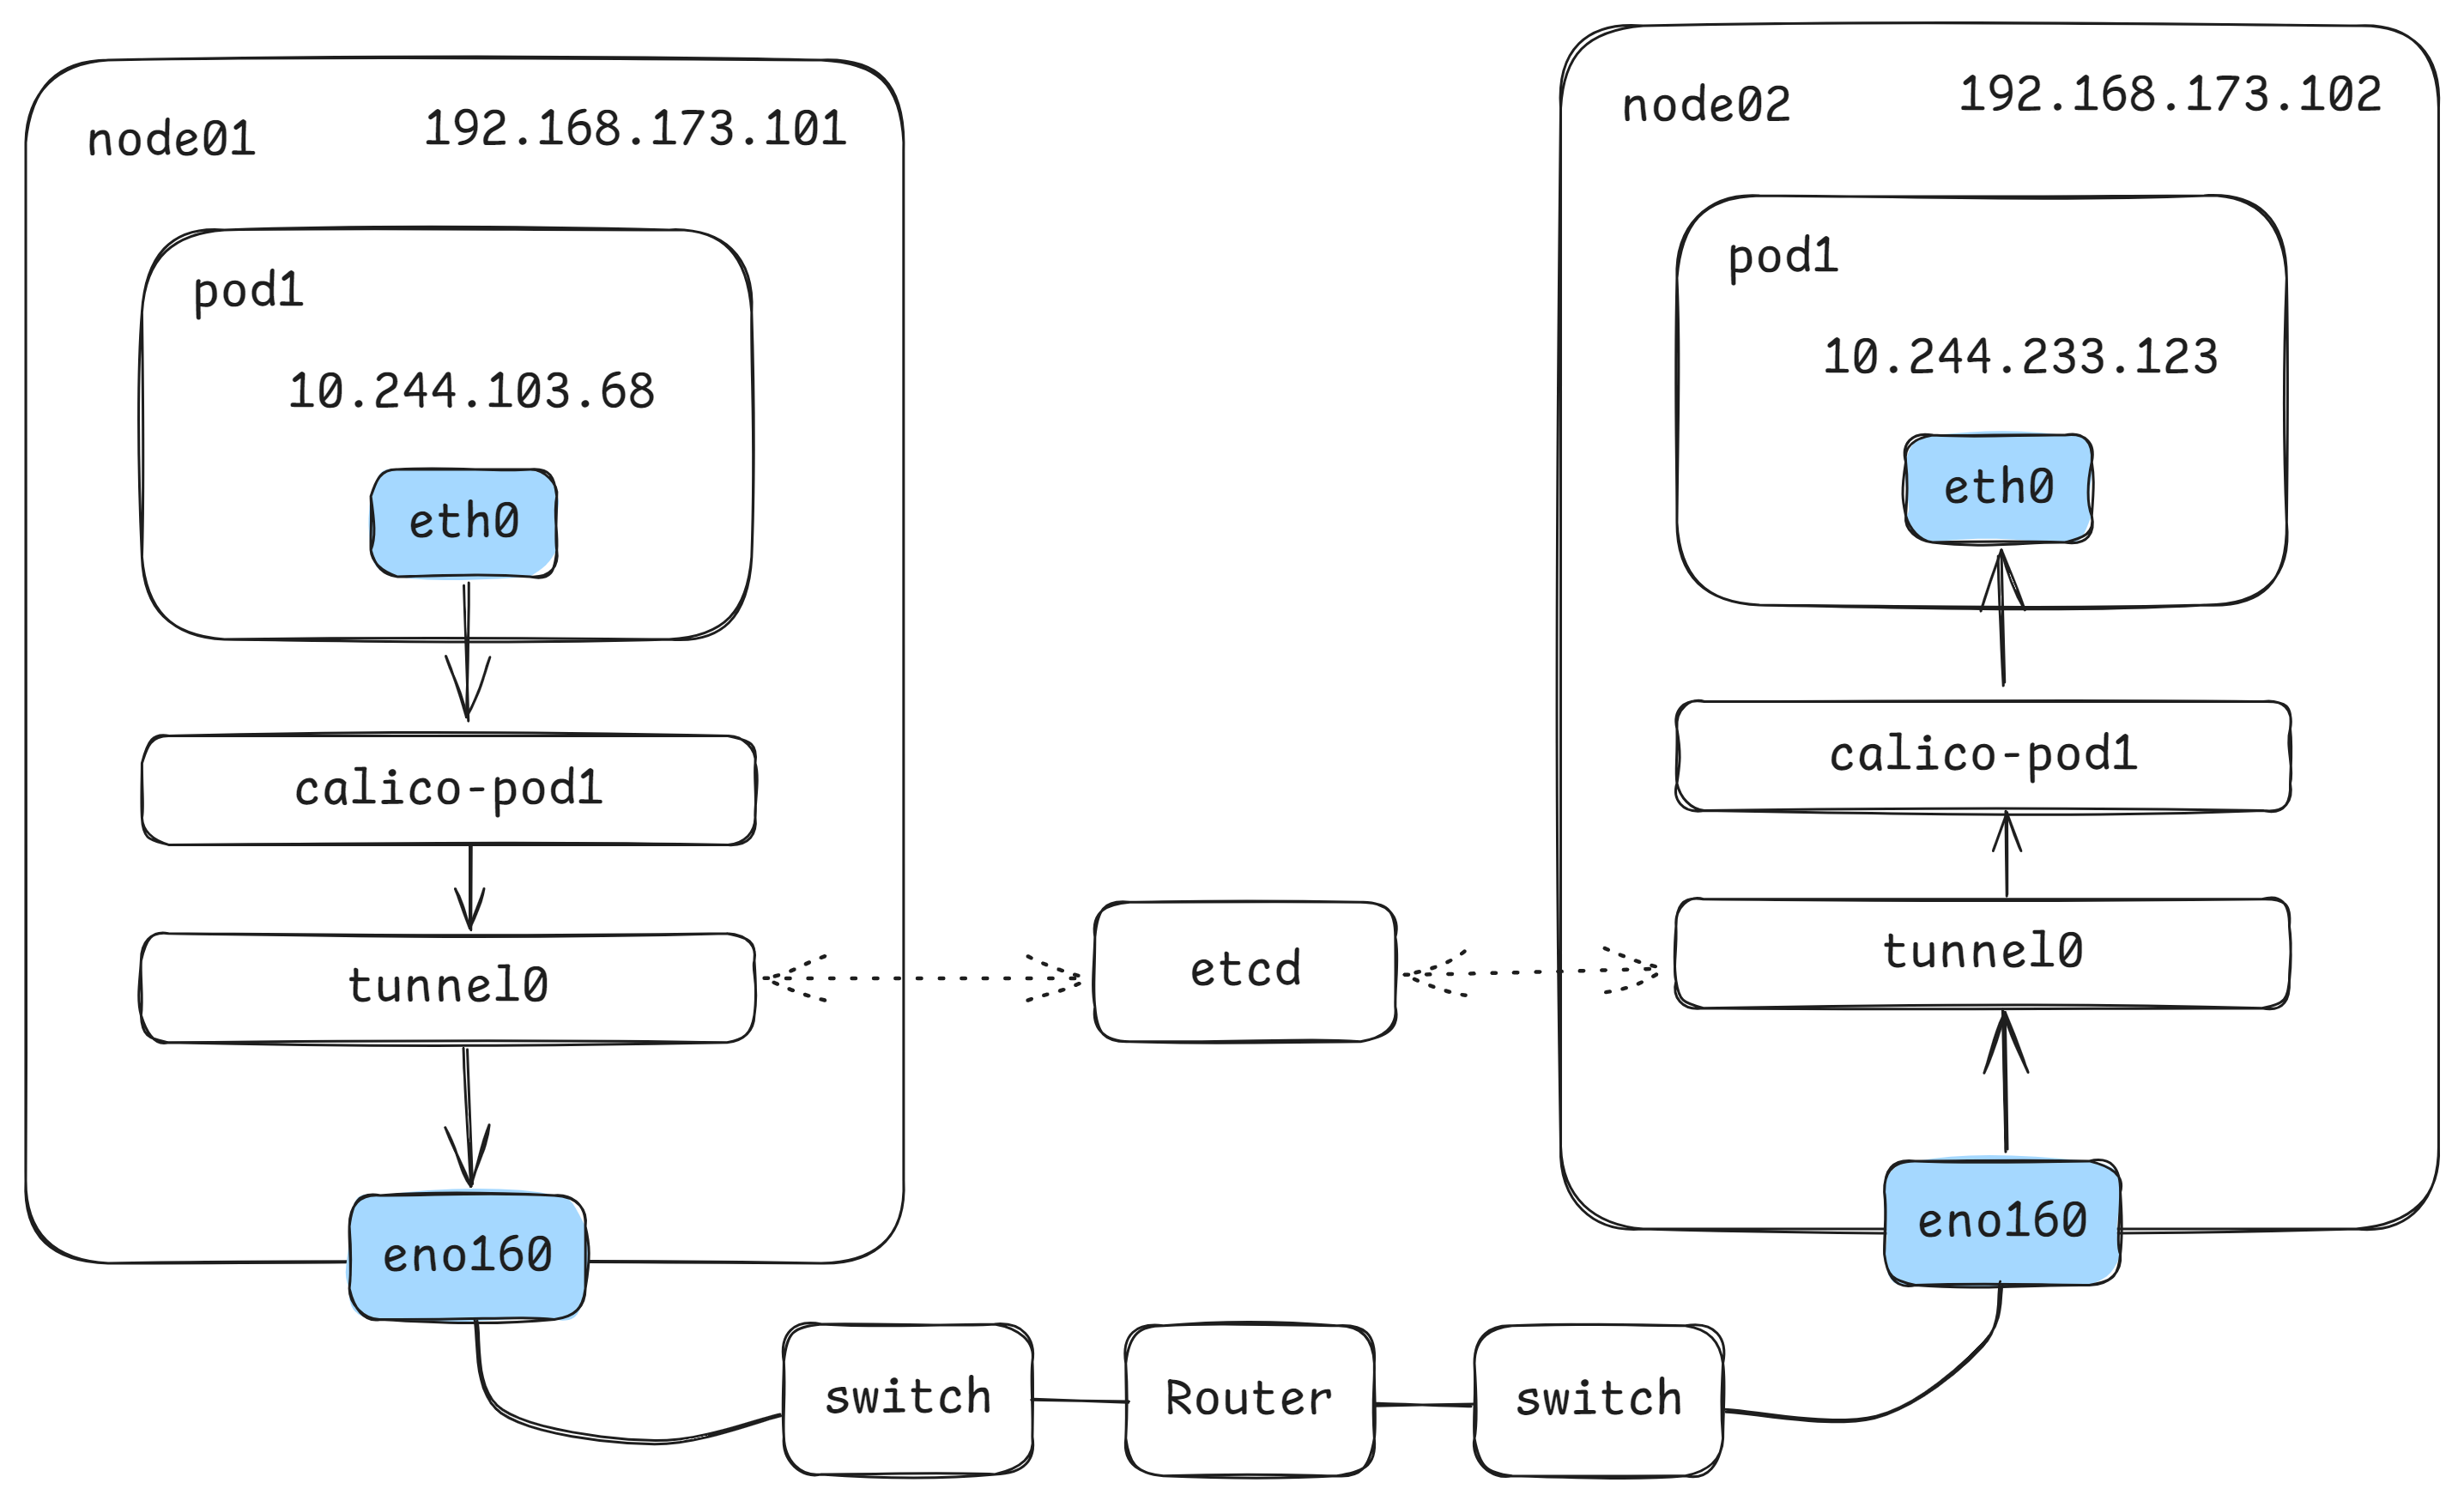 node01
192.168.173.101
pod1
10.244.103.68
eth0
calico-pod1
tunnel0
eno160
etcd
node02
192.168.173.102
pod1
10.244.233.123
eth0
calico-pod1
tunnel0
eno160
switch
Router
switch